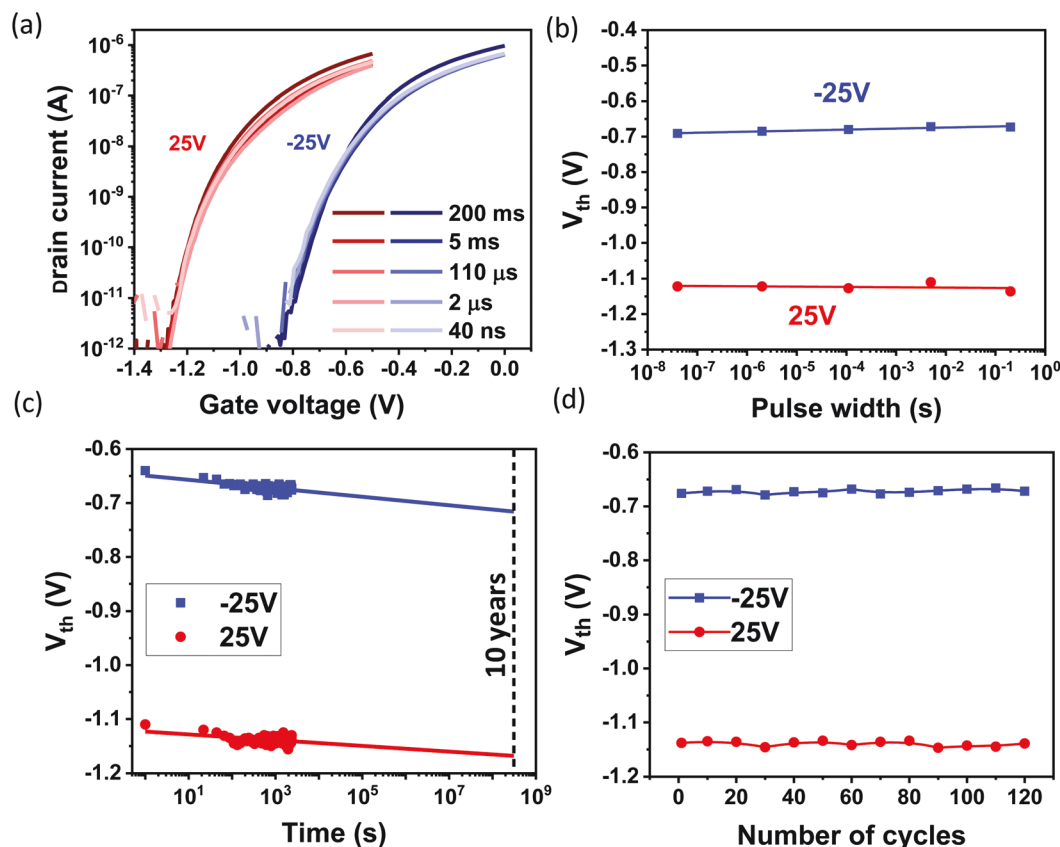 (a)
Drain current (A)
10⁻⁶
10⁻⁷
10⁻⁸
10⁻⁹
10⁻¹⁰
10⁻¹¹
10⁻¹²
25V
-25V
200 ms
5 ms
110 μs
2 μs
40 ns
-1.4 -1.2 -1.0 -0.8 -0.6 -0.4 -0.2 0.0
Gate voltage (V)
(b)
Vth (V)
-0.4
-0.5
-0.6
-0.7
-0.8
-0.9
-1.0
-1.1
-1.2
-1.3
-25V
25V
10⁻⁸ 10⁻⁷ 10⁻⁶ 10⁻⁵ 10⁻⁴ 10⁻³ 10⁻² 10⁻¹ 10⁰
Pulse width (s)
(c)
Vth (V)
-0.6
-0.7
-0.8
-0.9
-1.0
-1.1
-1.2
-25V
25V
10 years
10¹ 10³ 10⁵ 10⁷ 10⁹
Time (s)
(d)
Vth (V)
-0.6
-0.7
-0.8
-0.9
-1.0
-1.1
-1.2
-25V
25V
0 20 40 60 80 100 120
Number of cycles